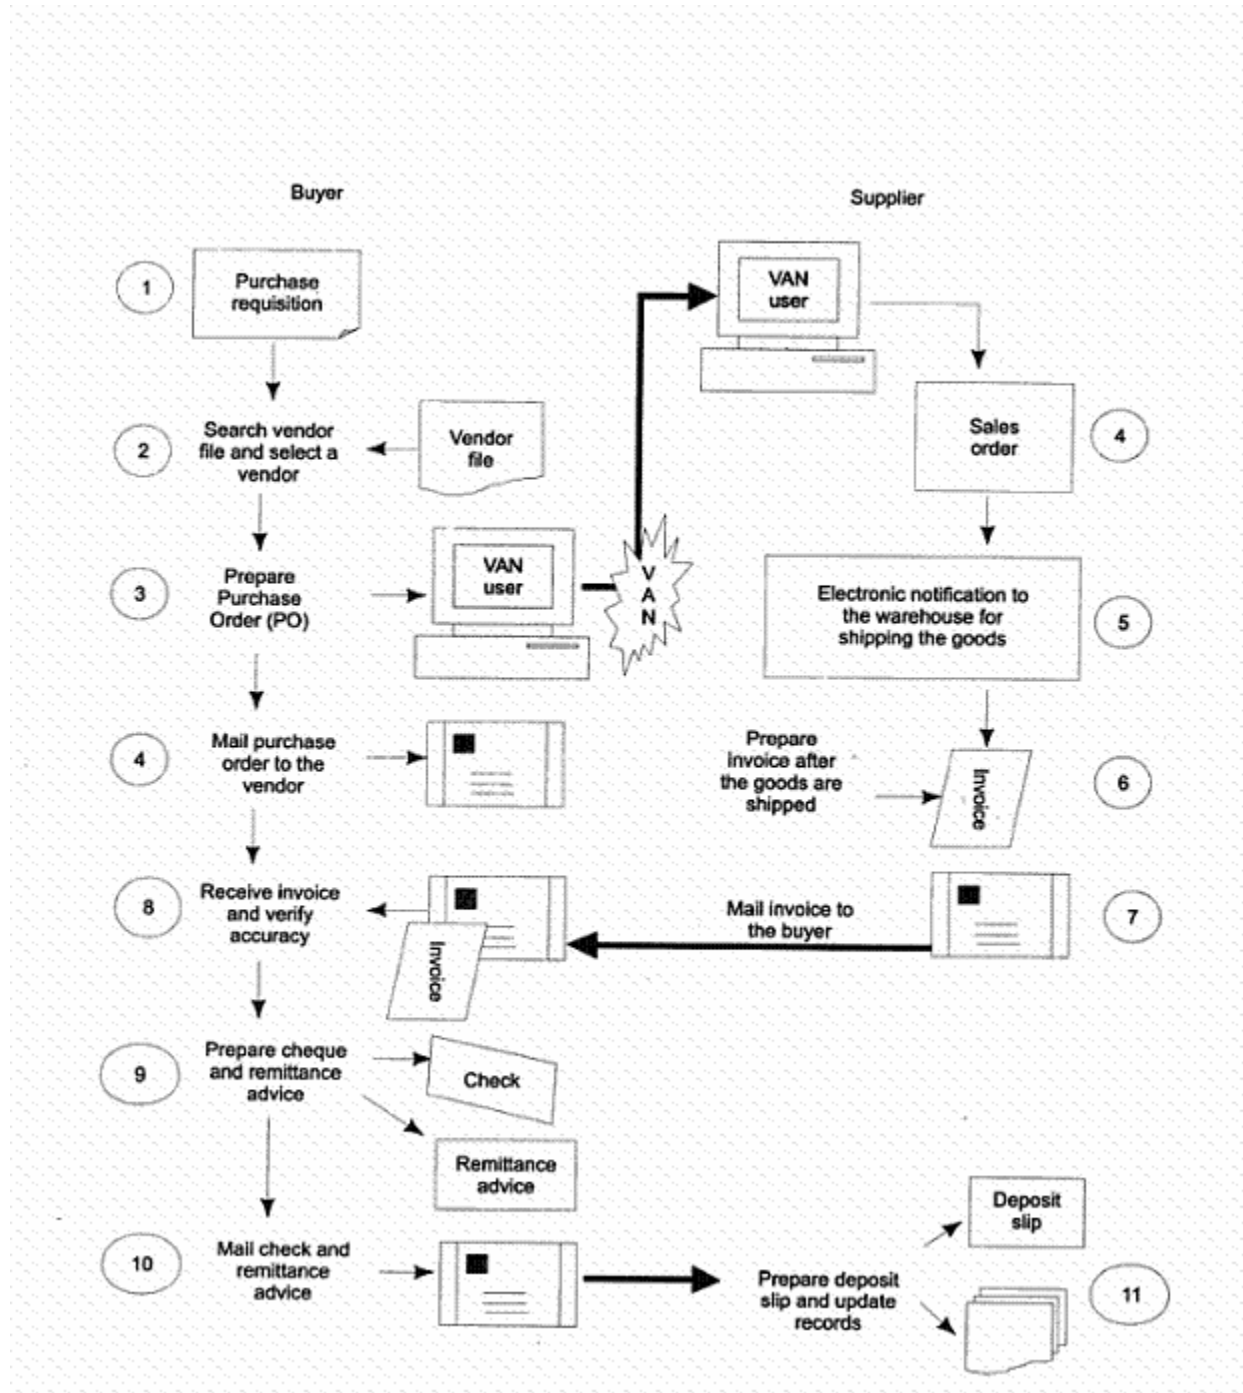 Buyer
Supplier
1
Purchase
requisition
VAN
user
2
Search vendor
file and select a
vendor
Vendor
file
Sales
order
4
3
Prepare
Purchase
Order (PO)
VAN
user
VAN
Electronic notification to
the warehouse for
shipping the goods
5
4
Mail purchase
order to the
vendor
Prepare
Invoice after
the goods are
shipped
Invoice
6
8
Receive invoice
and verify
accuracy
Invoice
Mail invoice to
the buyer
7
9
Prepare cheque
and remittance
advice
Check
Remittance
advice
10
Mail check and
remittance
advice
Prepare deposit
slip and update
records
Deposit
slip
11